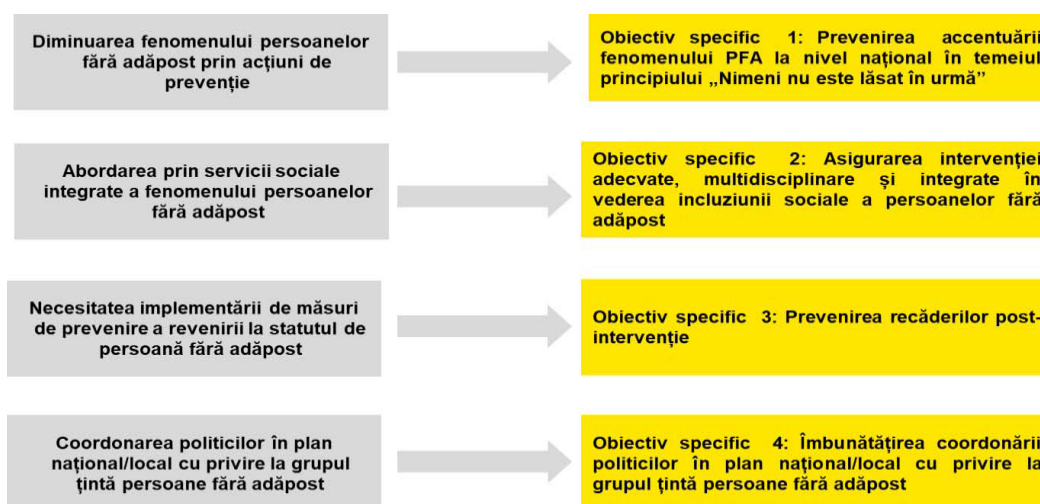 Diminuarea fenomenului persoanelor
fără adăpost prin acțiuni de
prevenție
Obiectiv specific 1: Prevenirea accentuării
fenomenului PFA la nivel național în temeiul
principiului „Nimeni nu este lăsat în urmă”
Abordarea prin servicii sociale
integrate a fenomenului persoanelor
fără adăpost
Obiectiv specific 2: Asigurarea intervenției
adecvate, multidisciplinare și integrate în
vederea incluziunii sociale a persoanelor fără
adăpost
Necesitatea implementării de măsuri
de prevenire a revenirii la statutul de
persoană fără adăpost
Obiectiv specific 3: Prevenirea recăderilor post-
intervenție
Coordonarea politicilor în plan
național/local cu privire la grupul
țintă persoane fără adăpost
Obiectiv specific 4: Îmbunătățirea coordonării
politicilor în plan național/local cu privire la
grupul țintă persoane fără adăpost